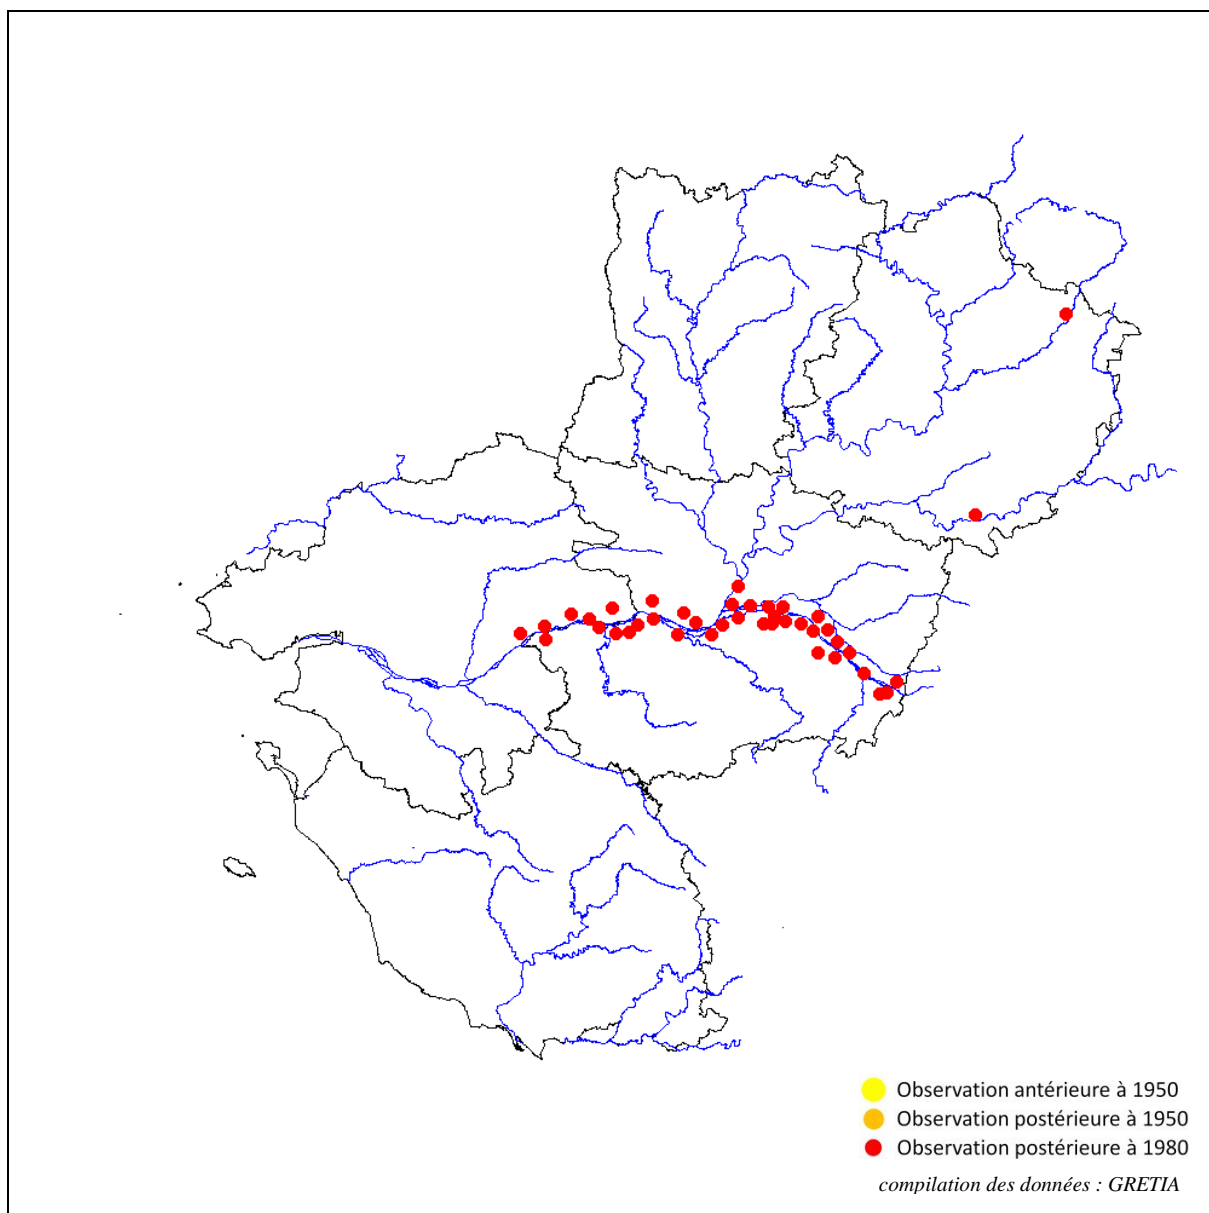 Observation antérieure à 1950
Observation postérieure à 1950
Observation postérieure à 1980
compilation des données : GRETIA